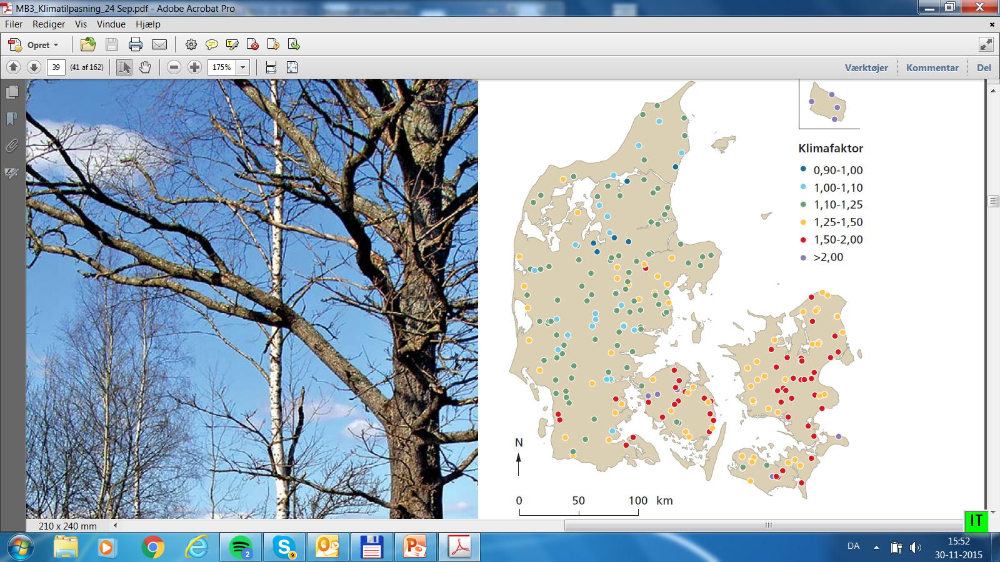 MB3_Klimatilpasning_24 Sep.pdf - Adobe Acrobat Pro
Filer Rediger Vis Vindue Hjælp
Opret
39 (41 af 162) 175% Værktøjer Kommentar Del
Klimafaktor
0,90-1,00
1,00-1,10
1,10-1,25
1,25-1,50
1,50-2,00
>2,00
N
0 50 100 km
210 x 240 mm
IT
2
9
DA
15:52
30-11-2015